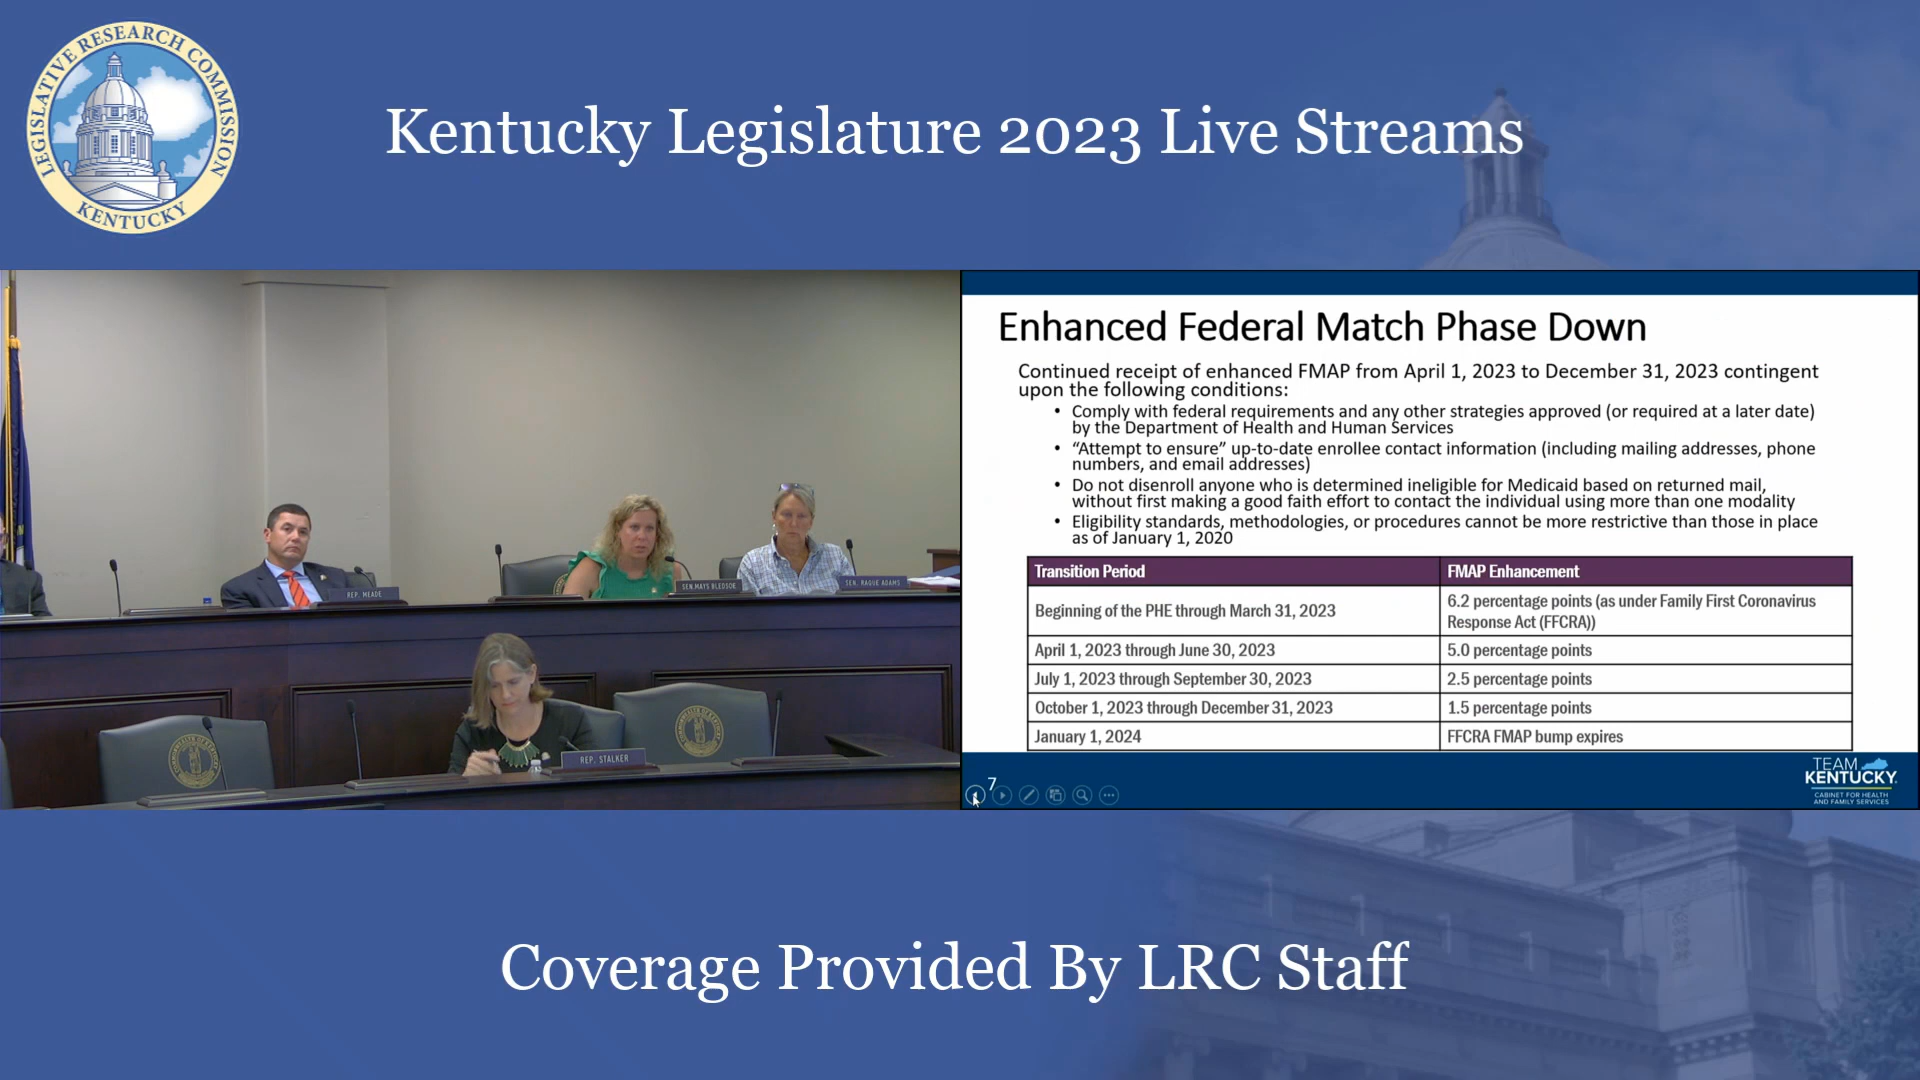 LEGISLATIVE RESEARCH COMMISSION
KENTUCKY
Kentucky Legislature 2023 Live Streams
REP. MEADE
SEN. MAYS BLEDSOE
SEN. RAQUE ADAMS
REP. STALKER
Enhanced Federal Match Phase Down
Continued receipt of enhanced FMAP from April 1, 2023 to December 31, 2023 contingent
upon the following conditions:
• Comply with federal requirements and any other strategies approved (or required at a later date)
by the Department of Health and Human Services
• “Attempt to ensure” up-to-date enrollee contact information (including mailing addresses, phone
numbers, and email addresses)
• Do not disenroll anyone who is determined ineligible for Medicaid based on returned mail,
without first making a good faith effort to contact the individual using more than one modality
• Eligibility standards, methodologies, or procedures cannot be more restrictive than those in place
as of January 1, 2020
Transition Period FMAP Enhancement
Beginning of the PHE through March 31, 2023 6.2 percentage points (as under Family First Coronavirus
Response Act (FFCRA))
April 1, 2023 through June 30, 2023 5.0 percentage points
July 1, 2023 through September 30, 2023 2.5 percentage points
October 1, 2023 through December 31, 2023 1.5 percentage points
January 1, 2024 FFCRA FMAP bump expires
7
TEAM
KENTUCKY.
CABINET FOR HEALTH
AND FAMILY SERVICES
Coverage Provided By LRC Staff